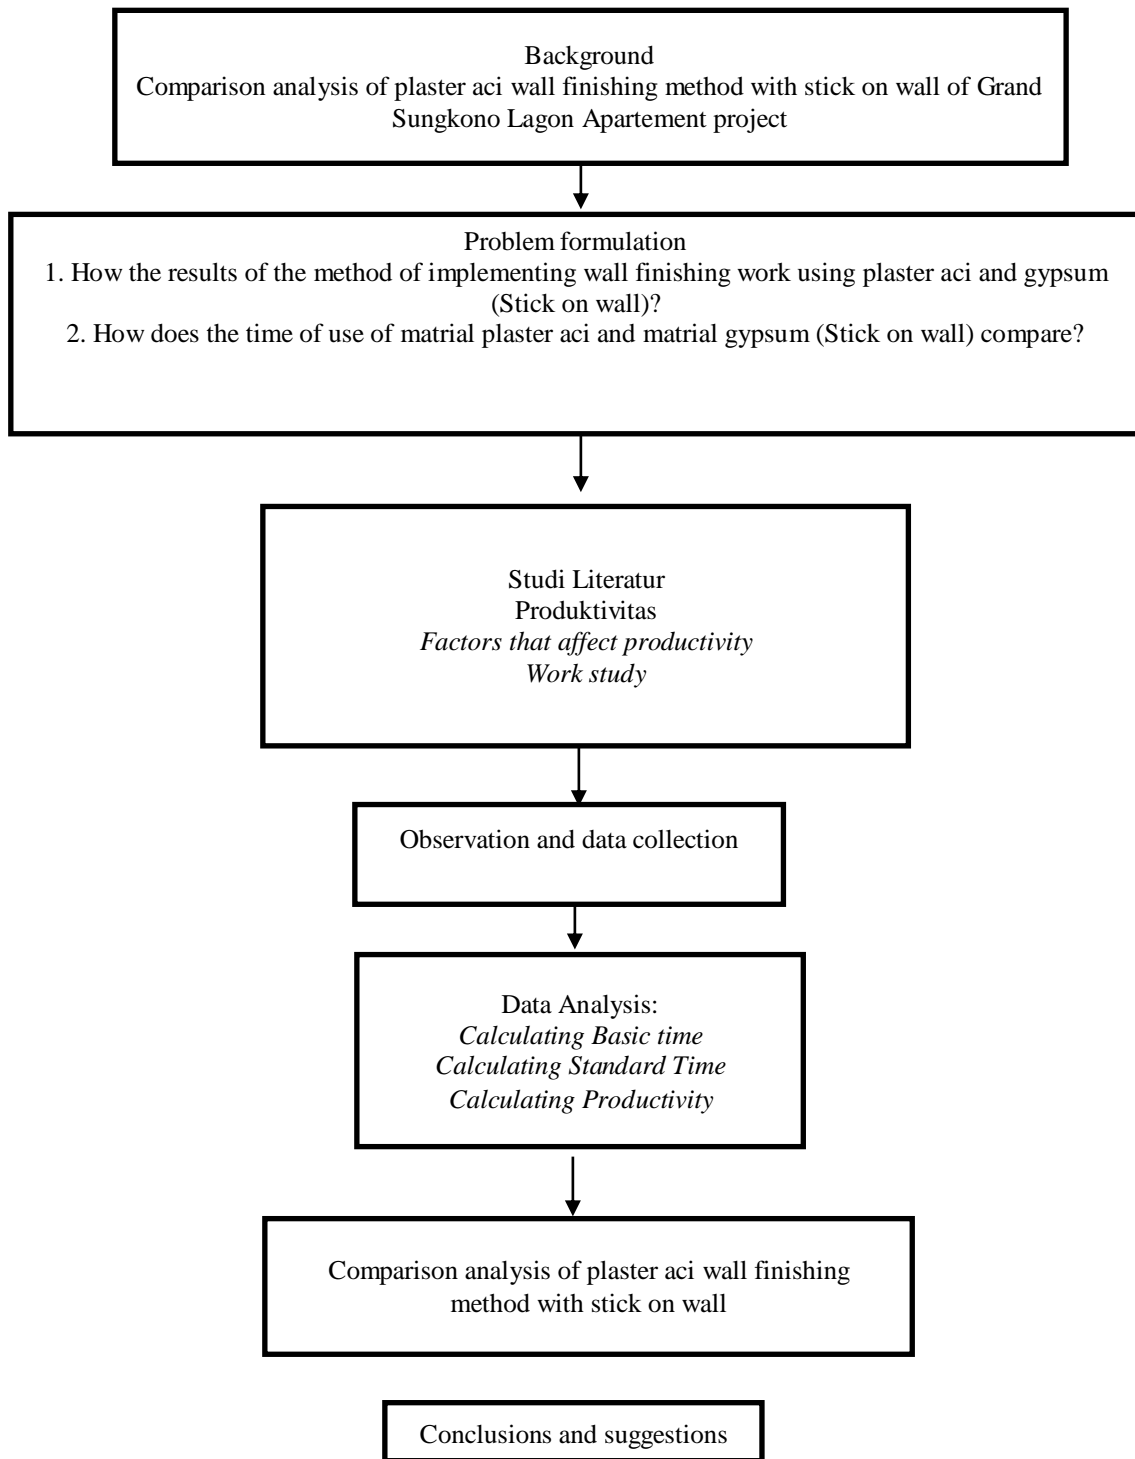 Background
Comparison analysis of plaster aci wall finishing method with stick on wall of Grand
Sungkono Lagon Apartement project
Problem formulation
1. How the results of the method of implementing wall finishing work using plaster aci and gypsum
(Stick on wall)?
2. How does the time of use of matrial plaster aci and matrial gypsum (Stick on wall) compare?
Studi Literatur
Produktivitas
Factors that affect productivity
Work study
Observation and data collection
Data Analysis:
Calculating Basic time
Calculating Standard Time
Calculating Productivity
Comparison analysis of plaster aci wall finishing
method with stick on wall
Conclusions and suggestions